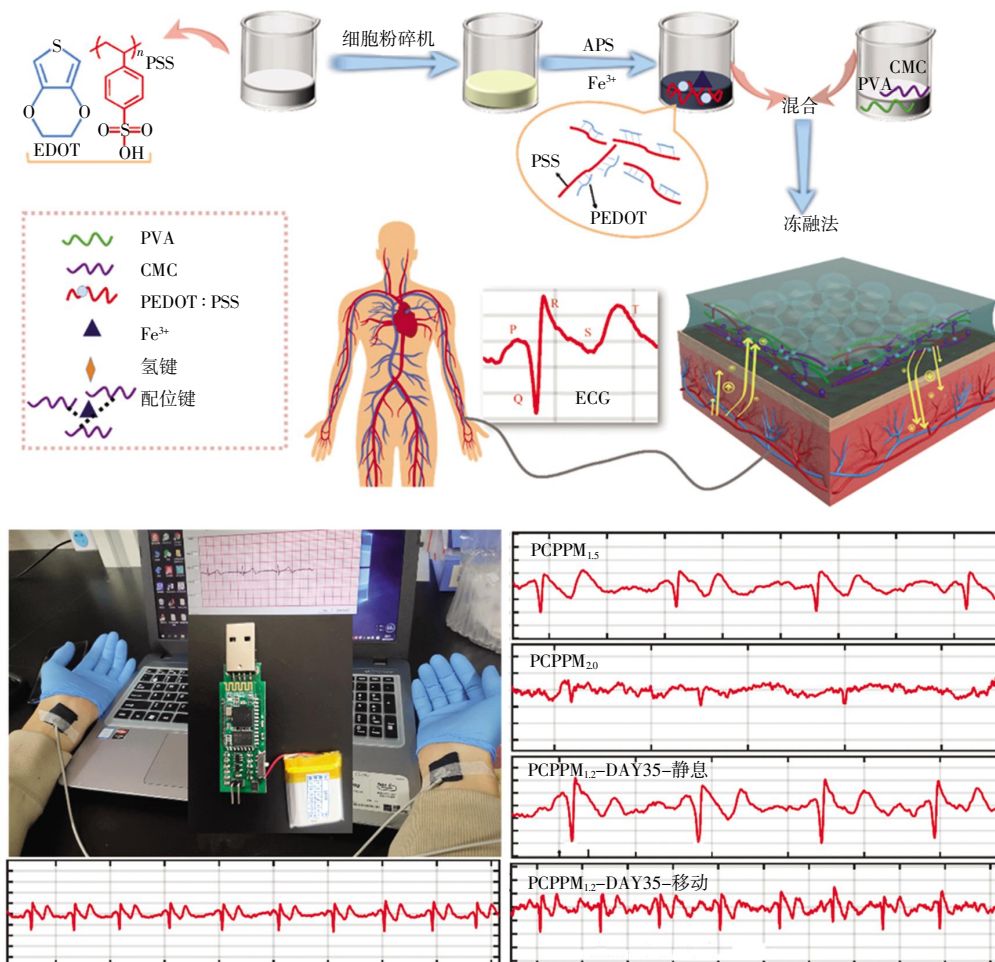 S
O
O
EDOT
n
PSS
O
S
O
OH
细胞粉碎机
APS
Fe³⁺
CMC
PVA
混合
冻融法
PSS
PEDOT
PVA
CMC
PEDOT：PSS
Fe³⁺
氢键
配位键
P
R
S
T
Q
ECG
PCPPM₁.₅
PCPPM₂.₀
PCPPM₁.₂-DAY35-静息
PCPPM₁.₂-DAY35-移动